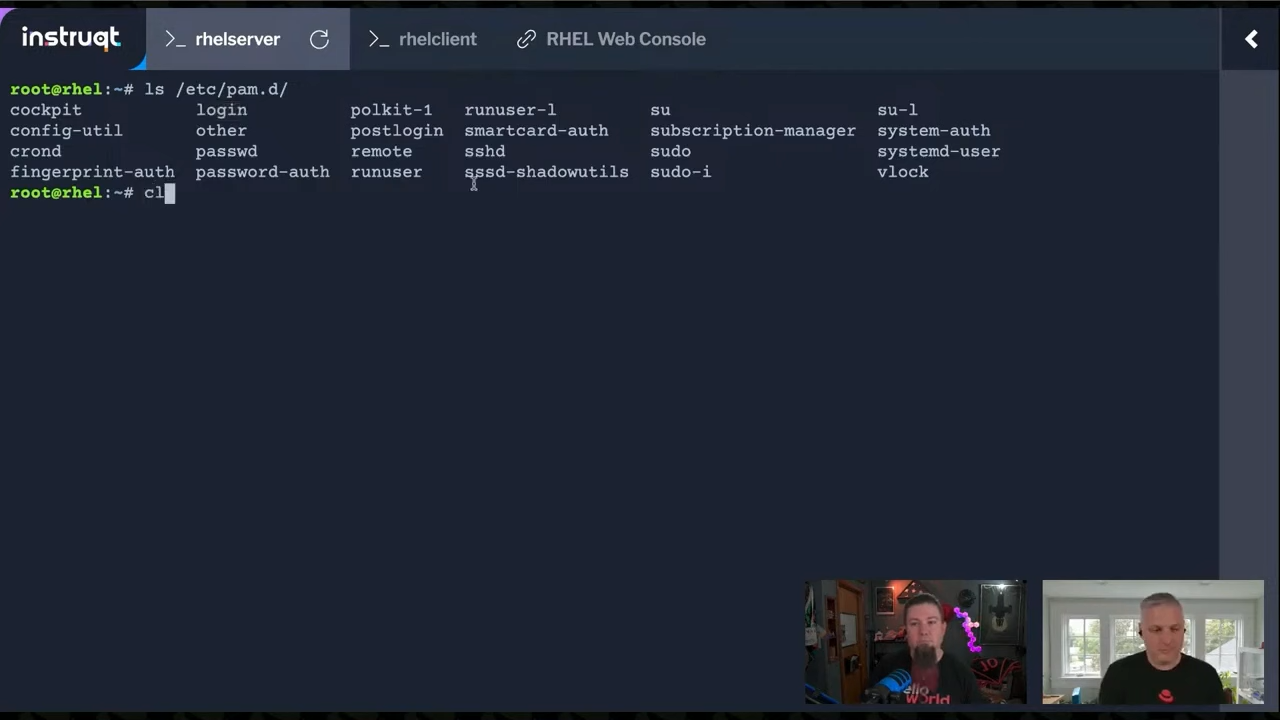 instruqt >_ rhelserver >_ rhelclient RHEL Web Console
root@rhel:~# ls /etc/pam.d/
cockpit login polkit-1 runuser-l su su-l
config-util other postlogin smartcard-auth subscription-manager system-auth
crond passwd remote sshd sudo systemd-user
fingerprint-auth password-auth runuser sssd-shadowutils sudo-i vlock
root@rhel:~# cl
Hello
World